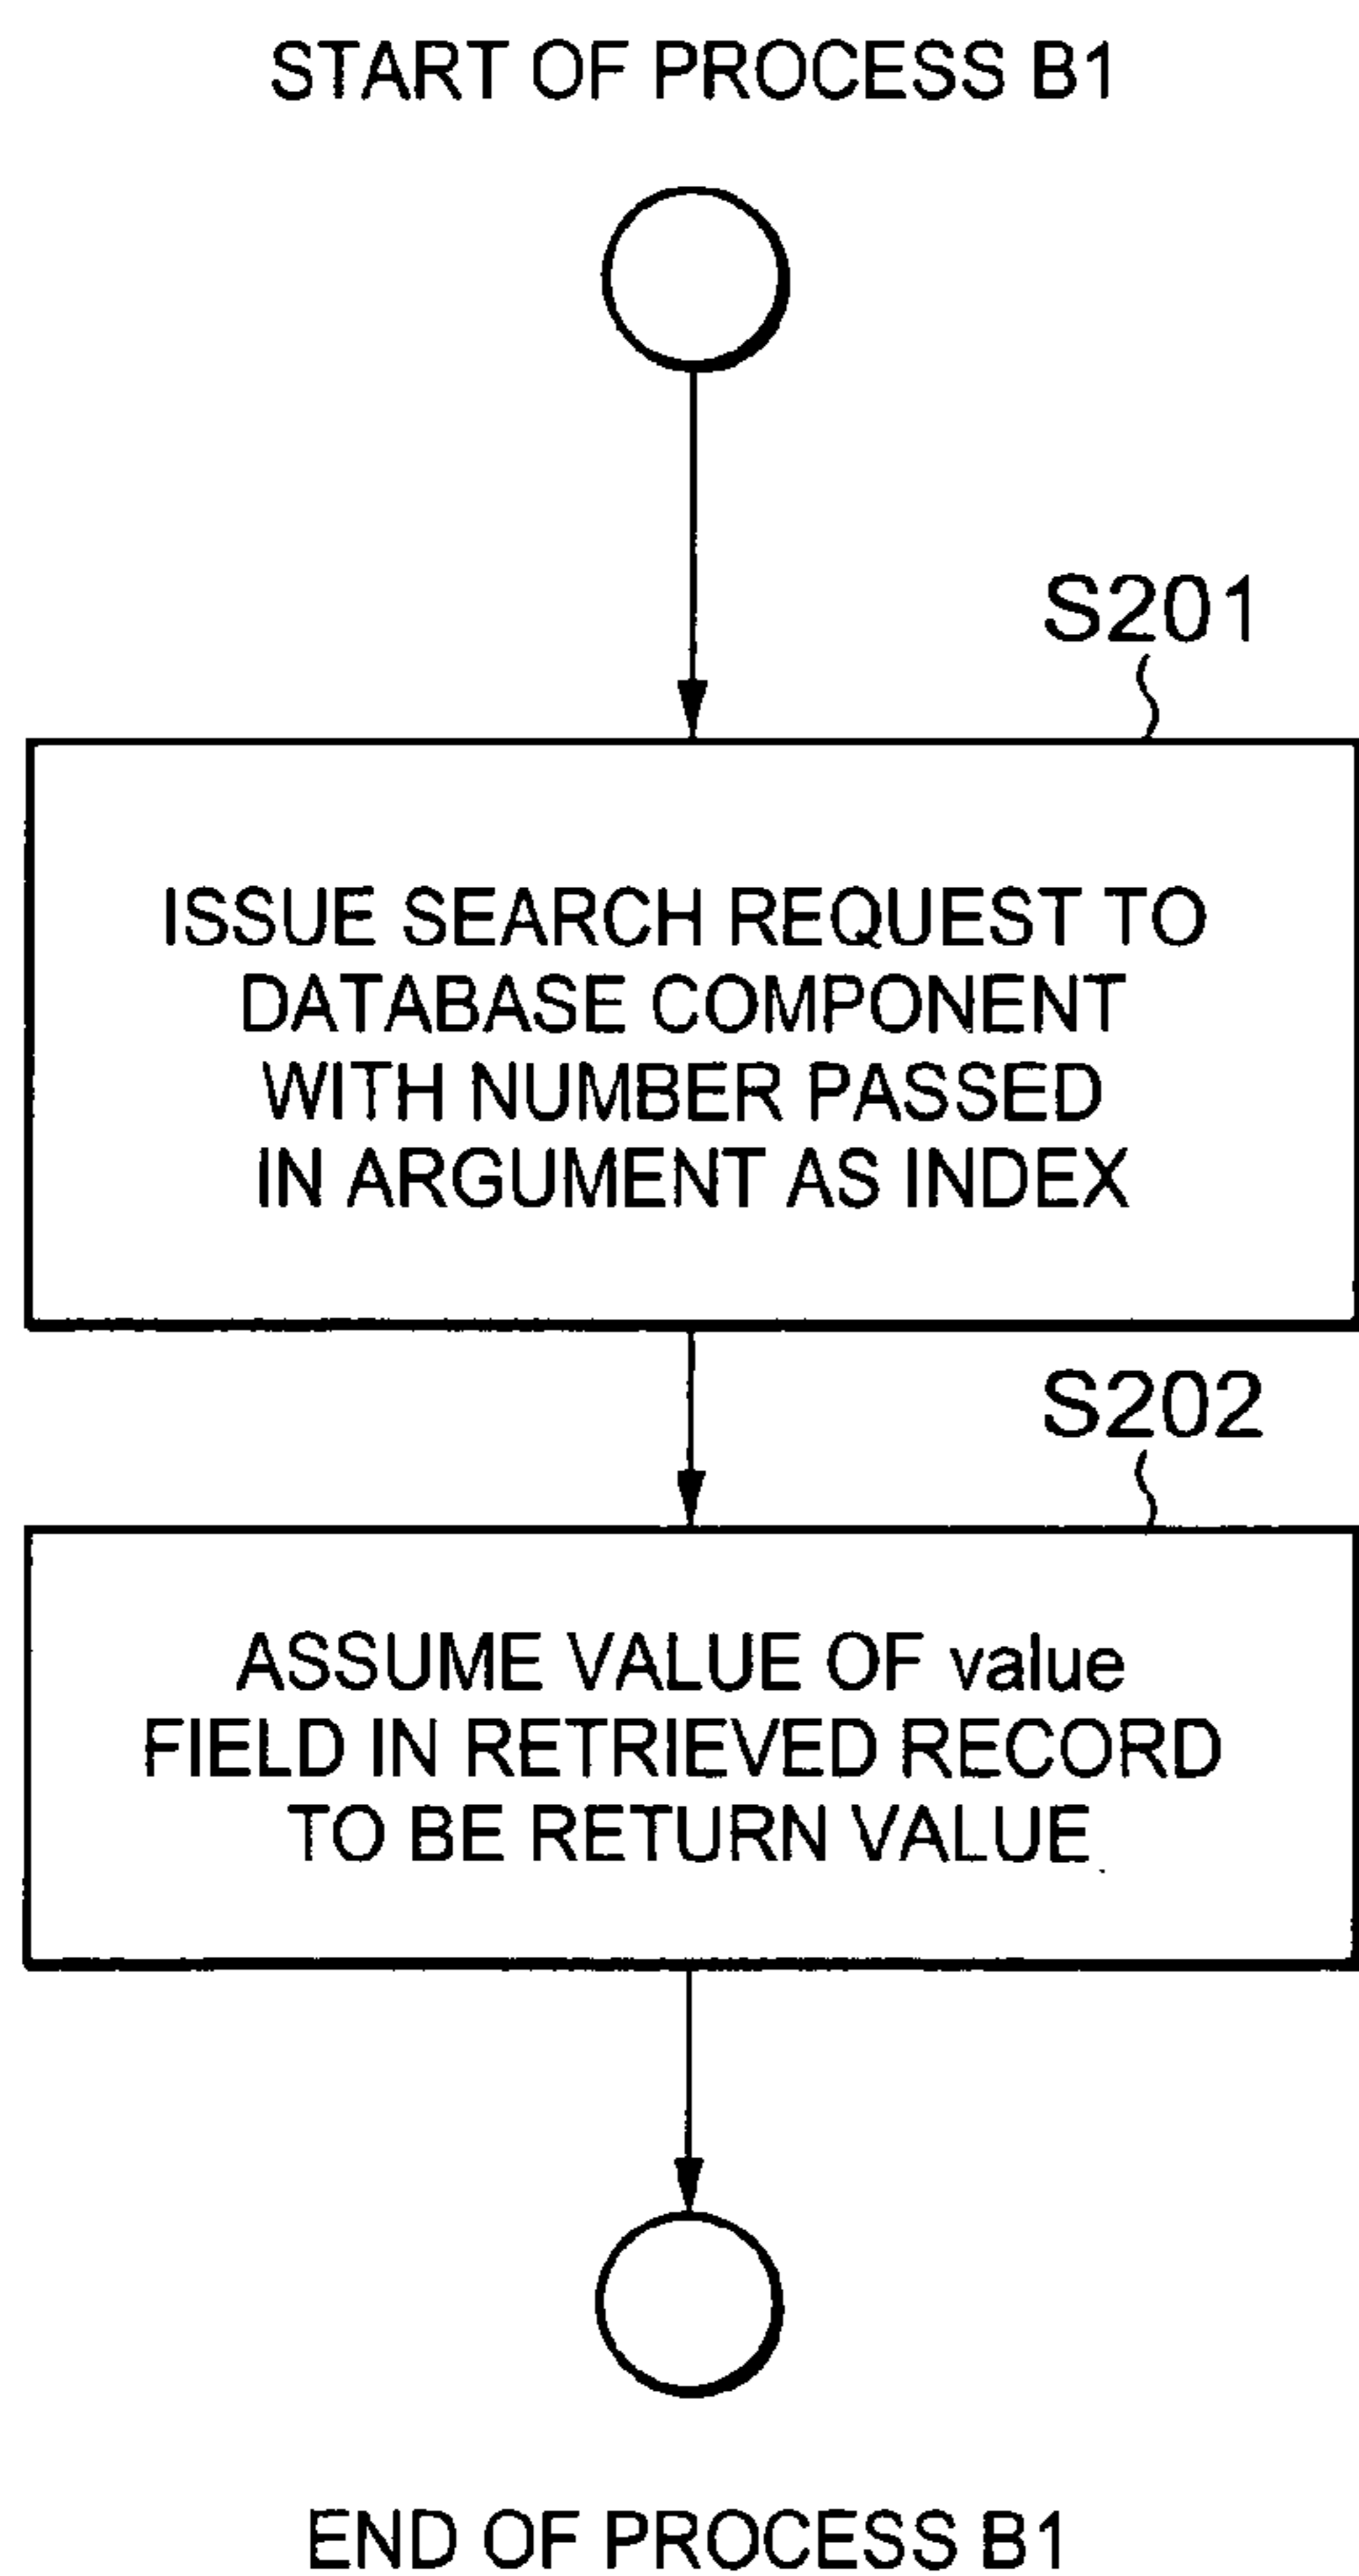 START OF PROCESS B1
S201
ISSUE SEARCH REQUEST TO
DATABASE COMPONENT
WITH NUMBER PASSED
IN ARGUMENT AS INDEX
S202
ASSUME VALUE OF value
FIELD IN RETRIEVED RECORD
TO BE RETURN VALUE
END OF PROCESS B1